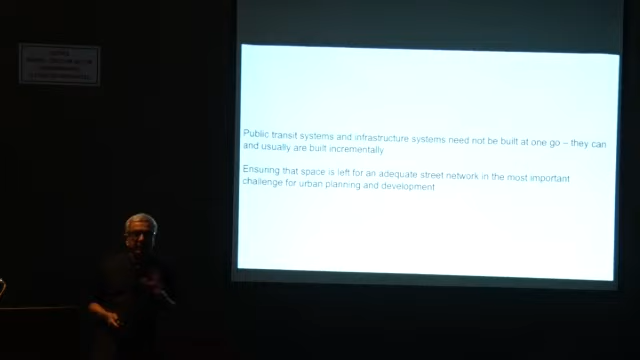 Public transit systems and infrastructure systems need not be built at one go – they can
and usually are built incrementally
Ensuring that space is left for an adequate street network in the most important
challenge for urban planning and development